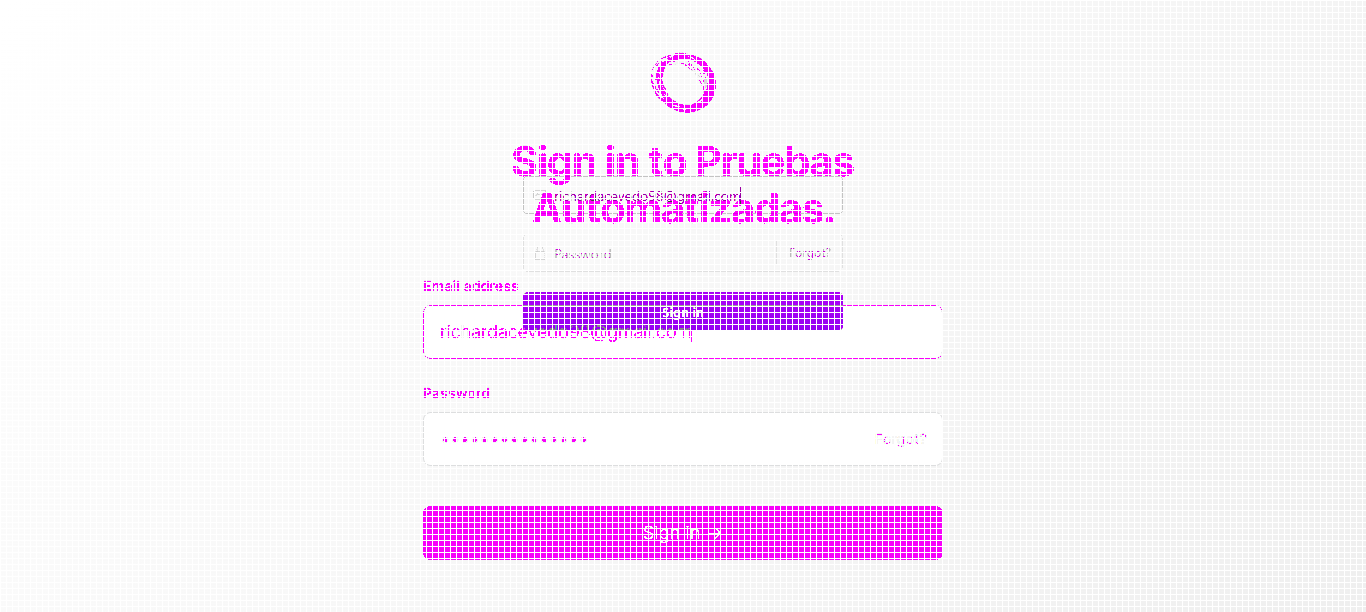 Sign in to Pruebas
richardacevedo98@gmail.com
Automatizadas.
Password
Forgot?
Email address
Sign in
richardacevedo98@gmail.com
Password
Forgot?
Sign in →